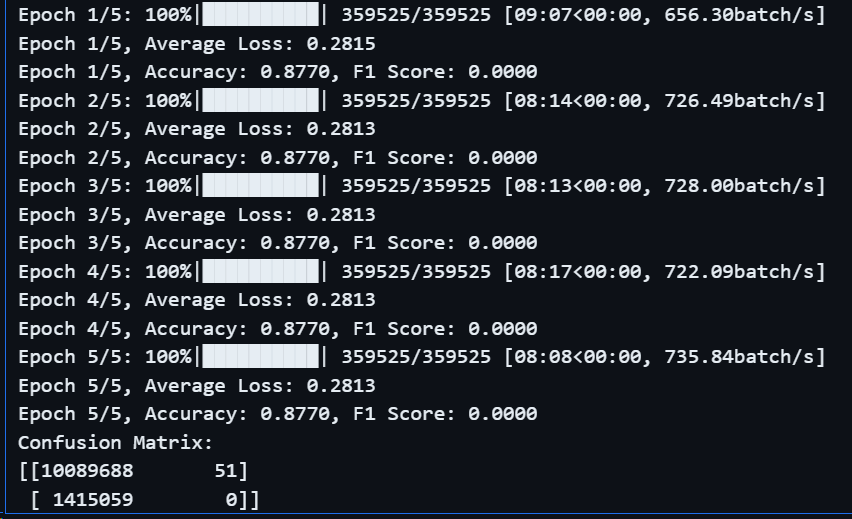 Epoch 1/5: 100%|██████████| 359525/359525 [09:07<00:00, 656.30batch/s]
Epoch 1/5, Average Loss: 0.2815
Epoch 1/5, Accuracy: 0.8770, F1 Score: 0.0000
Epoch 2/5: 100%|██████████| 359525/359525 [08:14<00:00, 726.49batch/s]
Epoch 2/5, Average Loss: 0.2813
Epoch 2/5, Accuracy: 0.8770, F1 Score: 0.0000
Epoch 3/5: 100%|██████████| 359525/359525 [08:13<00:00, 728.00batch/s]
Epoch 3/5, Average Loss: 0.2813
Epoch 3/5, Accuracy: 0.8770, F1 Score: 0.0000
Epoch 4/5: 100%|██████████| 359525/359525 [08:17<00:00, 722.09batch/s]
Epoch 4/5, Average Loss: 0.2813
Epoch 4/5, Accuracy: 0.8770, F1 Score: 0.0000
Epoch 5/5: 100%|██████████| 359525/359525 [08:08<00:00, 735.84batch/s]
Epoch 5/5, Average Loss: 0.2813
Epoch 5/5, Accuracy: 0.8770, F1 Score: 0.0000
Confusion Matrix:
[[10089688       51]
 [ 1415059        0]]